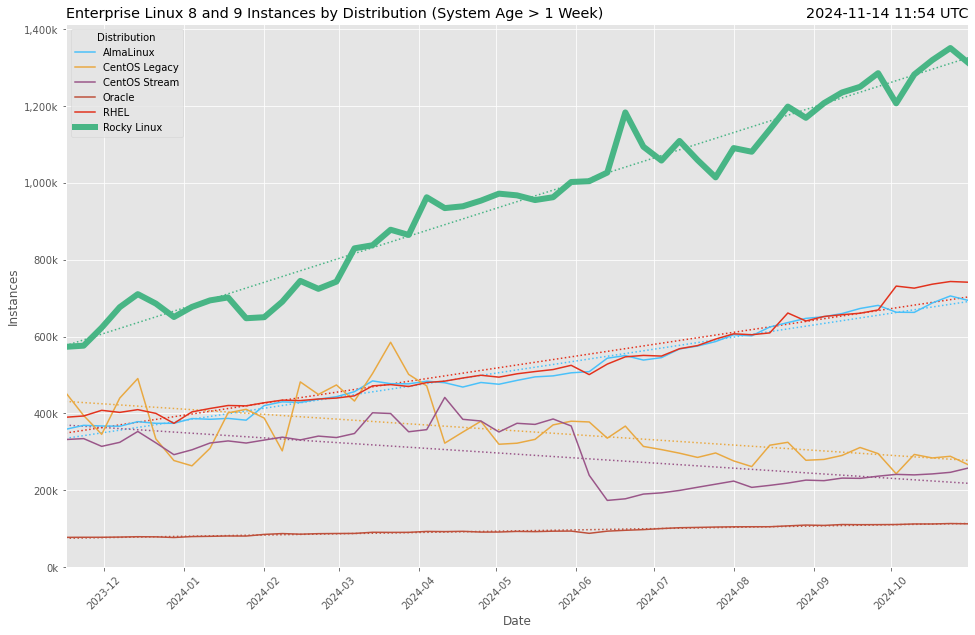 Enterprise Linux 8 and 9 Instances by Distribution (System Age > 1 Week)
2024-11-14 11:54 UTC
Distribution
AlmaLinux
CentOS Legacy
CentOS Stream
Oracle
RHEL
Rocky Linux
1,400k
1,200k
1,000k
800k
600k
400k
200k
0k
Instances
2023-12
2024-01
2024-02
2024-03
2024-04
2024-05
2024-06
2024-07
2024-08
2024-09
2024-10
Date